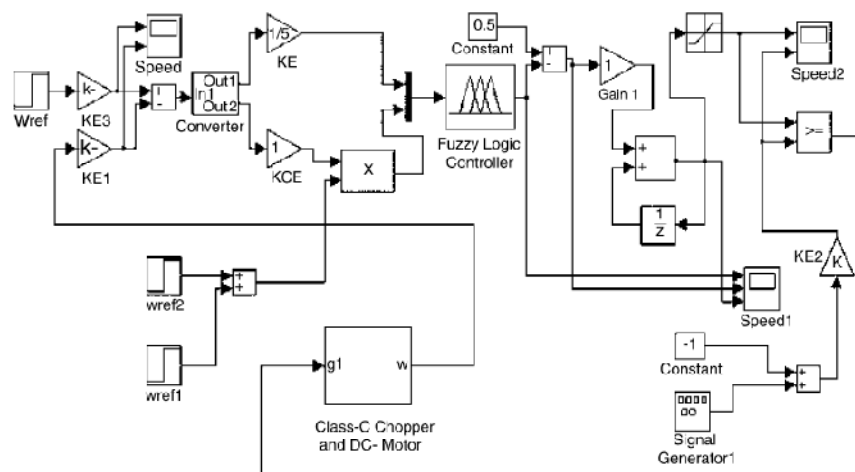 Wref
k-
KE3
Speed
K-
KE1
-
In1
Out1
Out2
Converter
1/5
KE
1
KCE
X
Fuzzy Logic
Controller
0.5
Constant
-
1
Gain 1
+
+
1
z
Speed2
>=
KE2
K
Speed1
wref2
+
+
wref1
g1
w
Class-C Chopper
and DC- Motor
-1
Constant
+
+
Signal
Generator1